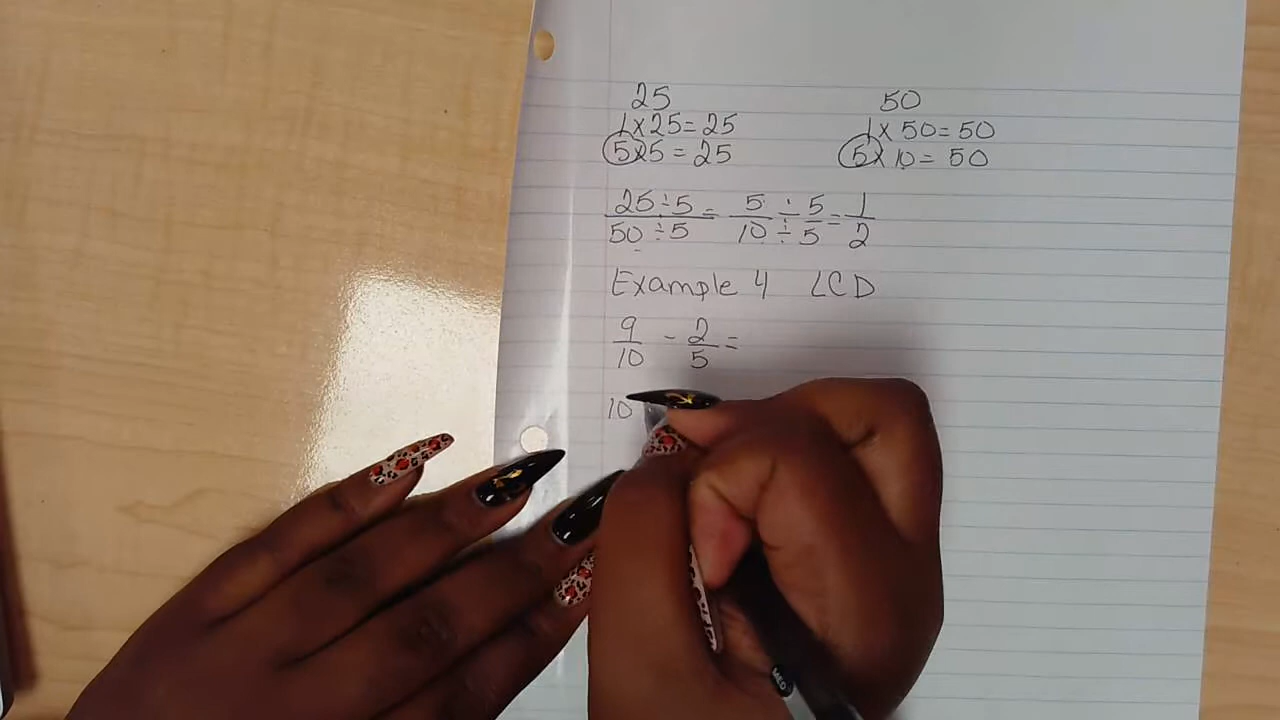 25 50
1x25=25 1x50=50
5x5=25 5x10=50
25÷5/50÷5 = 5/10 ÷ 5/5 = 1/2
Example 4 LCD
9/10 - 2/5 =
10
MED